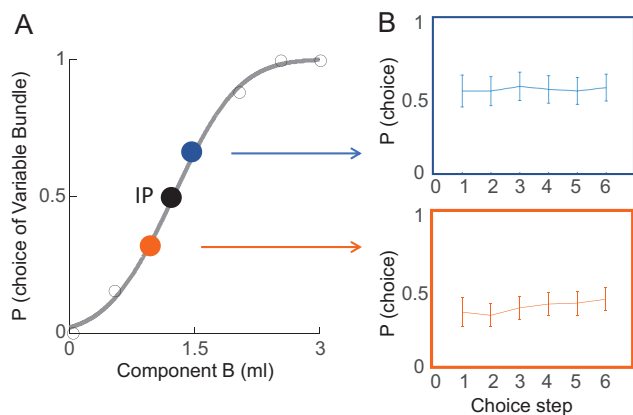 A
P (choice of Variable Bundle)
1
0.5
0
IP
0
1.5
3
Component B (ml)
B
P (choice)
1
0.5
0
0 1 2 3 4 5 6
P (choice)
1
0.5
0
0 1 2 3 4 5 6
Choice step